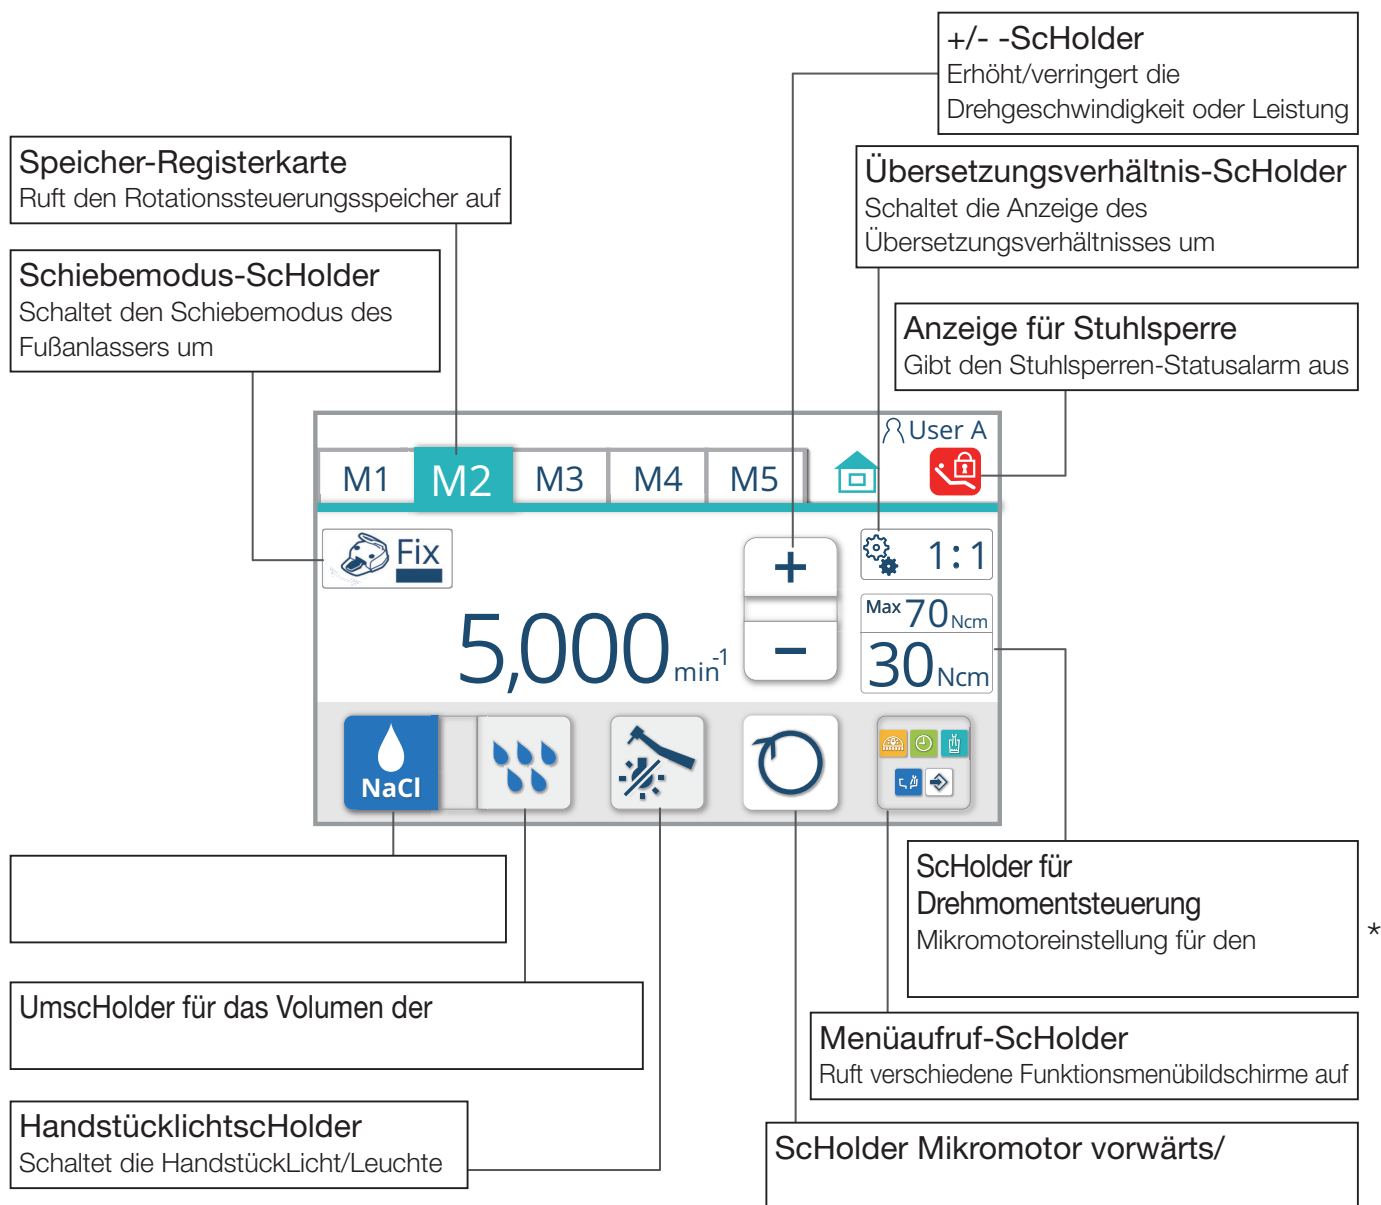 +/- -ScHolder
Erhöht/verringert die
Drehgeschwindigkeit oder Leistung
Speicher-Registerkarte
Ruft den Rotationssteuerungsspeicher auf
Übersetzungsverhältnis-ScHolder
Schaltet die Anzeige des
Übersetzungsverhältnisses um
Schiebemodus-ScHolder
Schaltet den Schiebemodus des
Fußanlassers um
Anzeige für Stuhlsperre
Gibt den Stuhlsperren-Statusalarm aus
User A
M1 M2 M3 M4 M5
Fix
1:1
Max 70 Ncm
5,000 min-1
30 Ncm
NaCl
ScHolder für
Drehmomentsteuerung
Mikromotoreinstellung für den
*
UmscHolder für das Volumen der
Menüaufruf-ScHolder
Ruft verschiedene Funktionsmenübildschirme auf
HandstücklichtscHolder
Schaltet die HandstückLicht/Leuchte
ScHolder Mikromotor vorwärts/